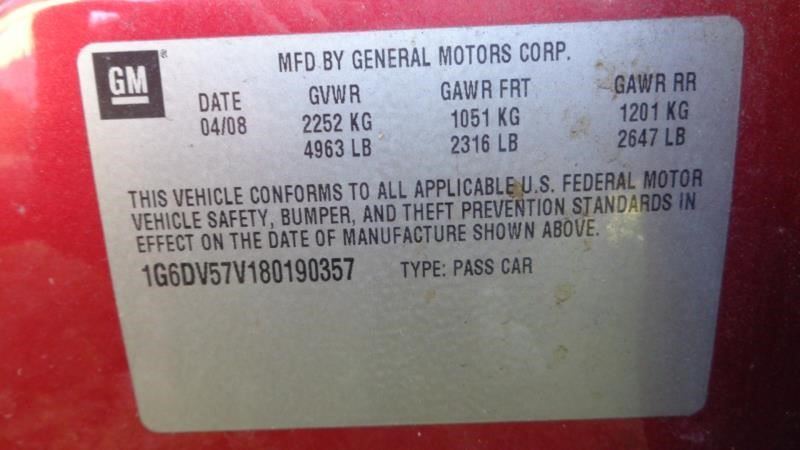 GM ®
MFD BY GENERAL MOTORS CORP.
DATE GVWR GAWR FRT GAWR RR
04/08 2252 KG 1051 KG 1201 KG
4963 LB 2316 LB 2647 LB
THIS VEHICLE CONFORMS TO ALL APPLICABLE U.S. FEDERAL MOTOR
VEHICLE SAFETY, BUMPER, AND THEFT PREVENTION STANDARDS IN
EFFECT ON THE DATE OF MANUFACTURE SHOWN ABOVE.
1G6DV57V180190357 TYPE: PASS CAR